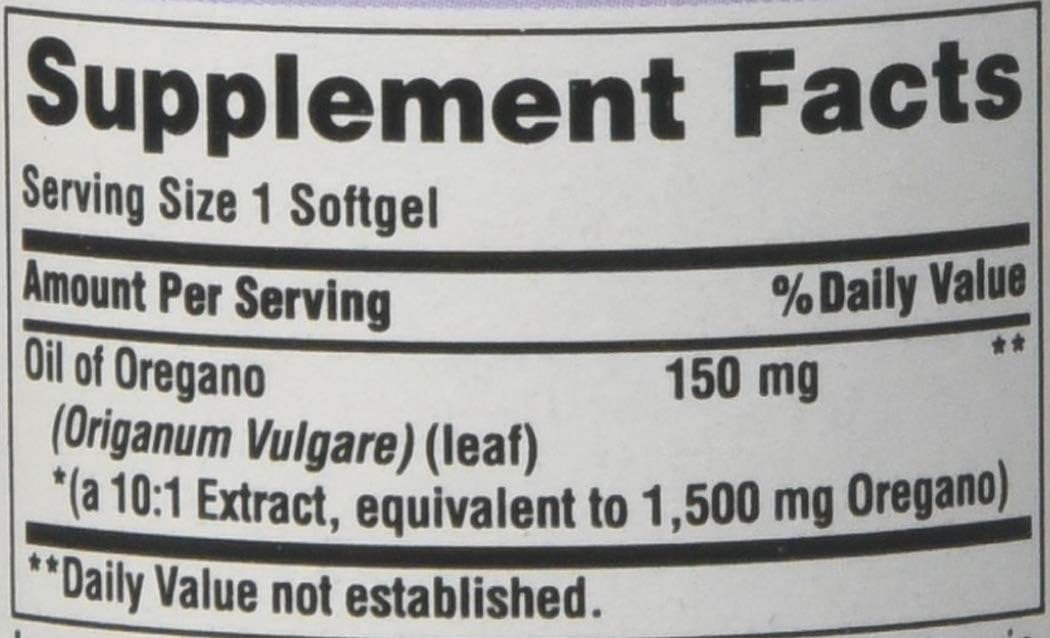 Supplement Facts
Serving Size 1 Softgel
Amount Per Serving % Daily Value
Oil of Oregano 150 mg **
(Origanum Vulgare) (leaf)
*(a 10:1 Extract, equivalent to 1,500 mg Oregano)
**Daily Value not established.